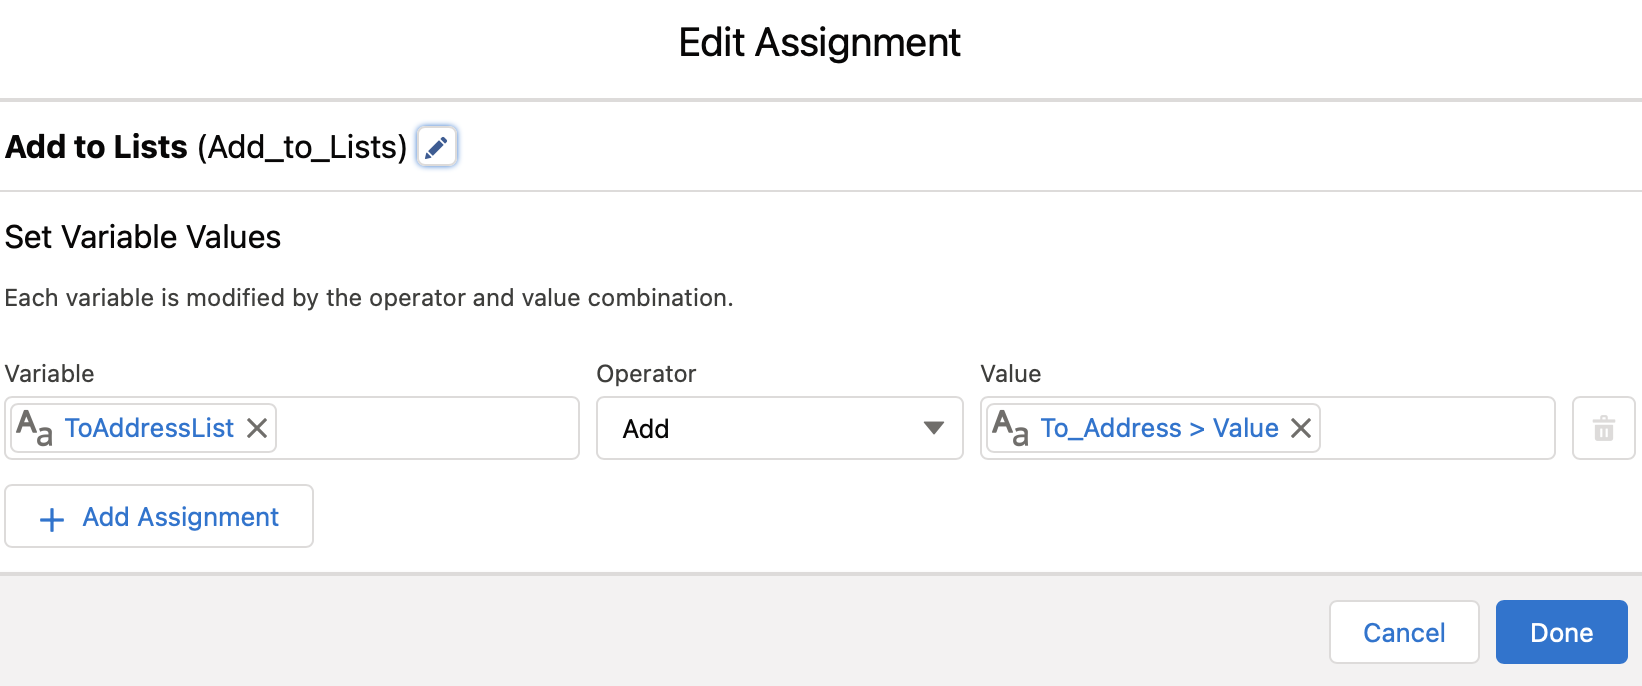 Edit Assignment
Add to Lists (Add_to_Lists)
Set Variable Values
Each variable is modified by the operator and value combination.
Variable Operator Value
Aa ToAddressList Add Aa To_Address > Value
+ Add Assignment
Cancel Done